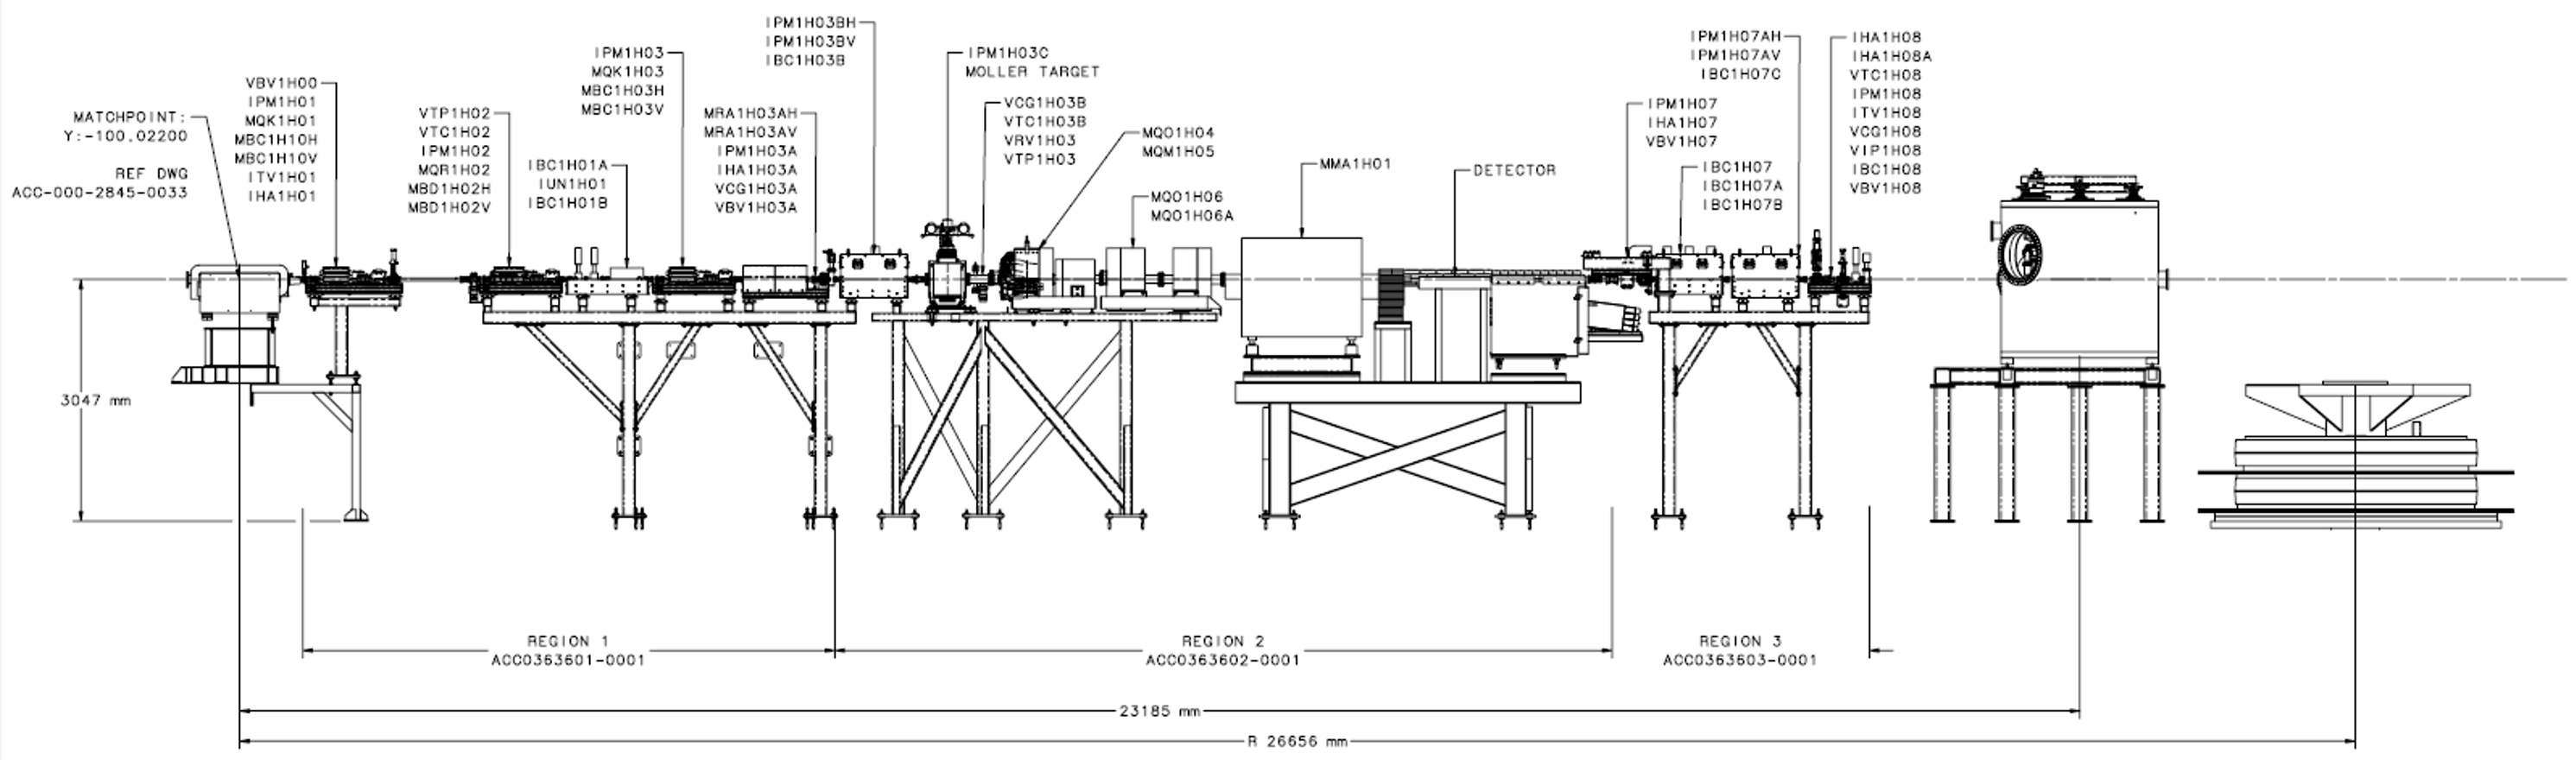 MATCHPOINT:
Y:-100.02200
REF DWG
ACC-000-2845-0033
VBV1H00
IPM1H01
MQK1H01
MBC1H10H
MBC1H10V
ITV1H01
IHA1H01
VTP1H02
VTC1H02
IPM1H02
MQR1H02
MBD1H02H
MBD1H02V
IBC1H01A
IUN1H01
IBC1H01B
IPM1H03
MQK1H03
MBC1H03H
MBC1H03V
MRA1H03AH
MRA1H03AV
IPM1H03A
IHA1H03A
VCG1H03A
VBV1H03A
IPM1H03BH
IPM1H03BV
IBC1H03B
IPM1H03C
MOLLER TARGET
VCG1H03B
VTC1H03B
VRV1H03
VTP1H03
MQO1H04
MQM1H05
MQO1H06
MQO1H06A
MMA1H01
DETECTOR
IPM1H07
IHA1H07
VBV1H07
IBC1H07
IBC1H07A
IBC1H07B
IPM1H07AH
IPM1H07AV
IBC1H07C
IHA1H08
IHA1H08A
VTC1H08
IPM1H08
ITV1H08
VCG1H08
VIP1H08
IBC1H08
VBV1H08
3047 mm
REGION 1
ACC0363601-0001
REGION 2
ACC0363602-0001
REGION 3
ACC0363603-0001
23185 mm
R 26656 mm